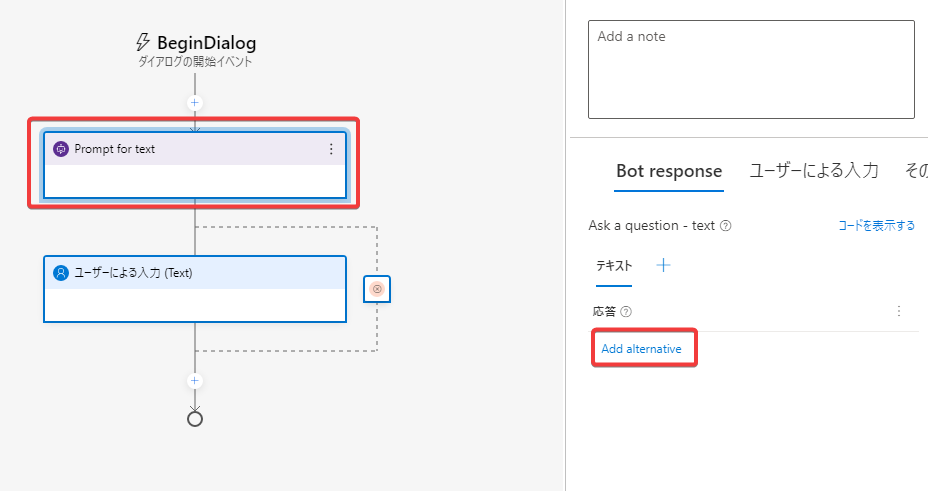 BeginDialog
ダイアログの開始イベント
Prompt for text
ユーザーによる入力 (Text)
Add a note
Bot response
ユーザーによる入力
その
Ask a question - text
コードを表示する
テキスト
応答
Add alternative